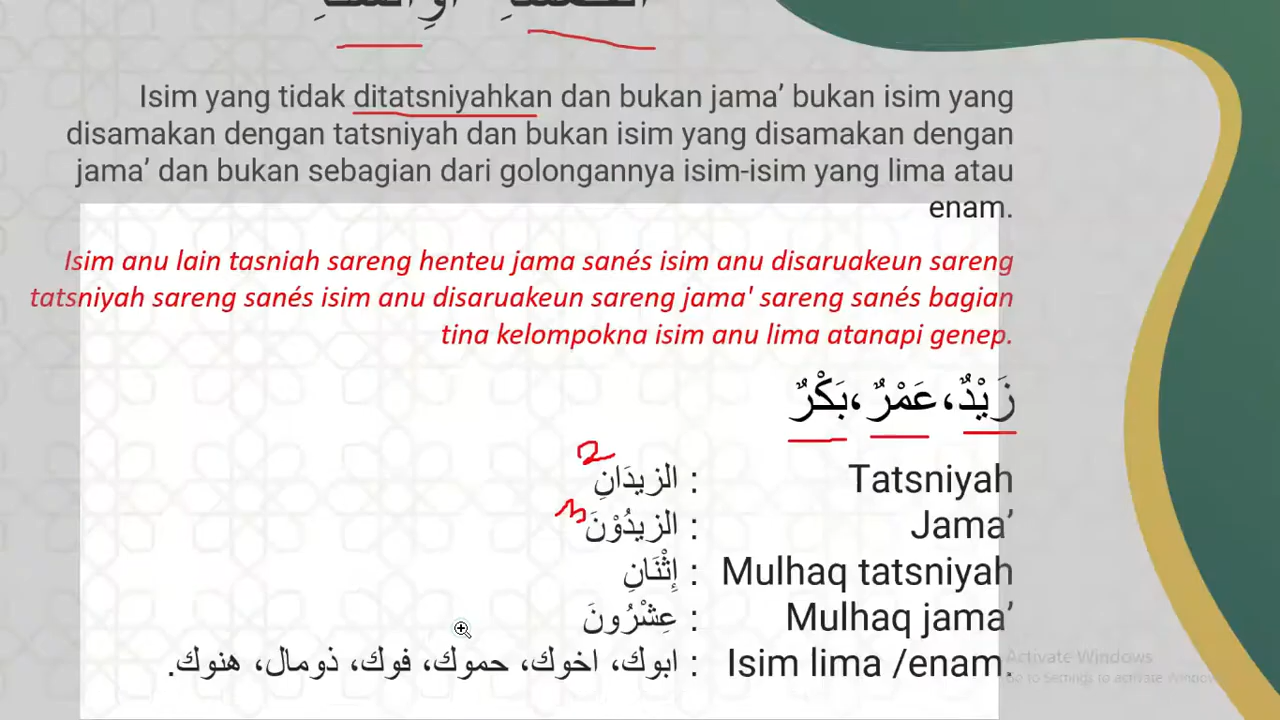 Isim yang tidak ditatsniyahkan dan bukan jama’ bukan isim yang
disamakan dengan tatsniyah dan bukan isim yang disamakan dengan
jama’ dan bukan sebagian dari golongannya isim-isim yang lima atau
enam.
Isim anu lain tasniah sareng henteu jama sanés isim anu disaruakeun sareng
tatsniyah sareng sanés isim anu disaruakeun sareng jama' sareng sanés bagian
tina kelompokna isim anu lima atanapi genep.
زَيْدٌ، عَمْرٌ، بَكْرٌ
2
Tatsniyah : الزيدَانِ
3
Jama’ : الزيدُوْنَ
Mulhaq tatsniyah : إِثْنَانِ
Mulhaq jama’ : عِشْرُونَ
Isim lima /enam. : ابوك، اخوك، حموك، فوك، ذومال، هنوك.
Activate Windows
Go to Settings to activate Windows.